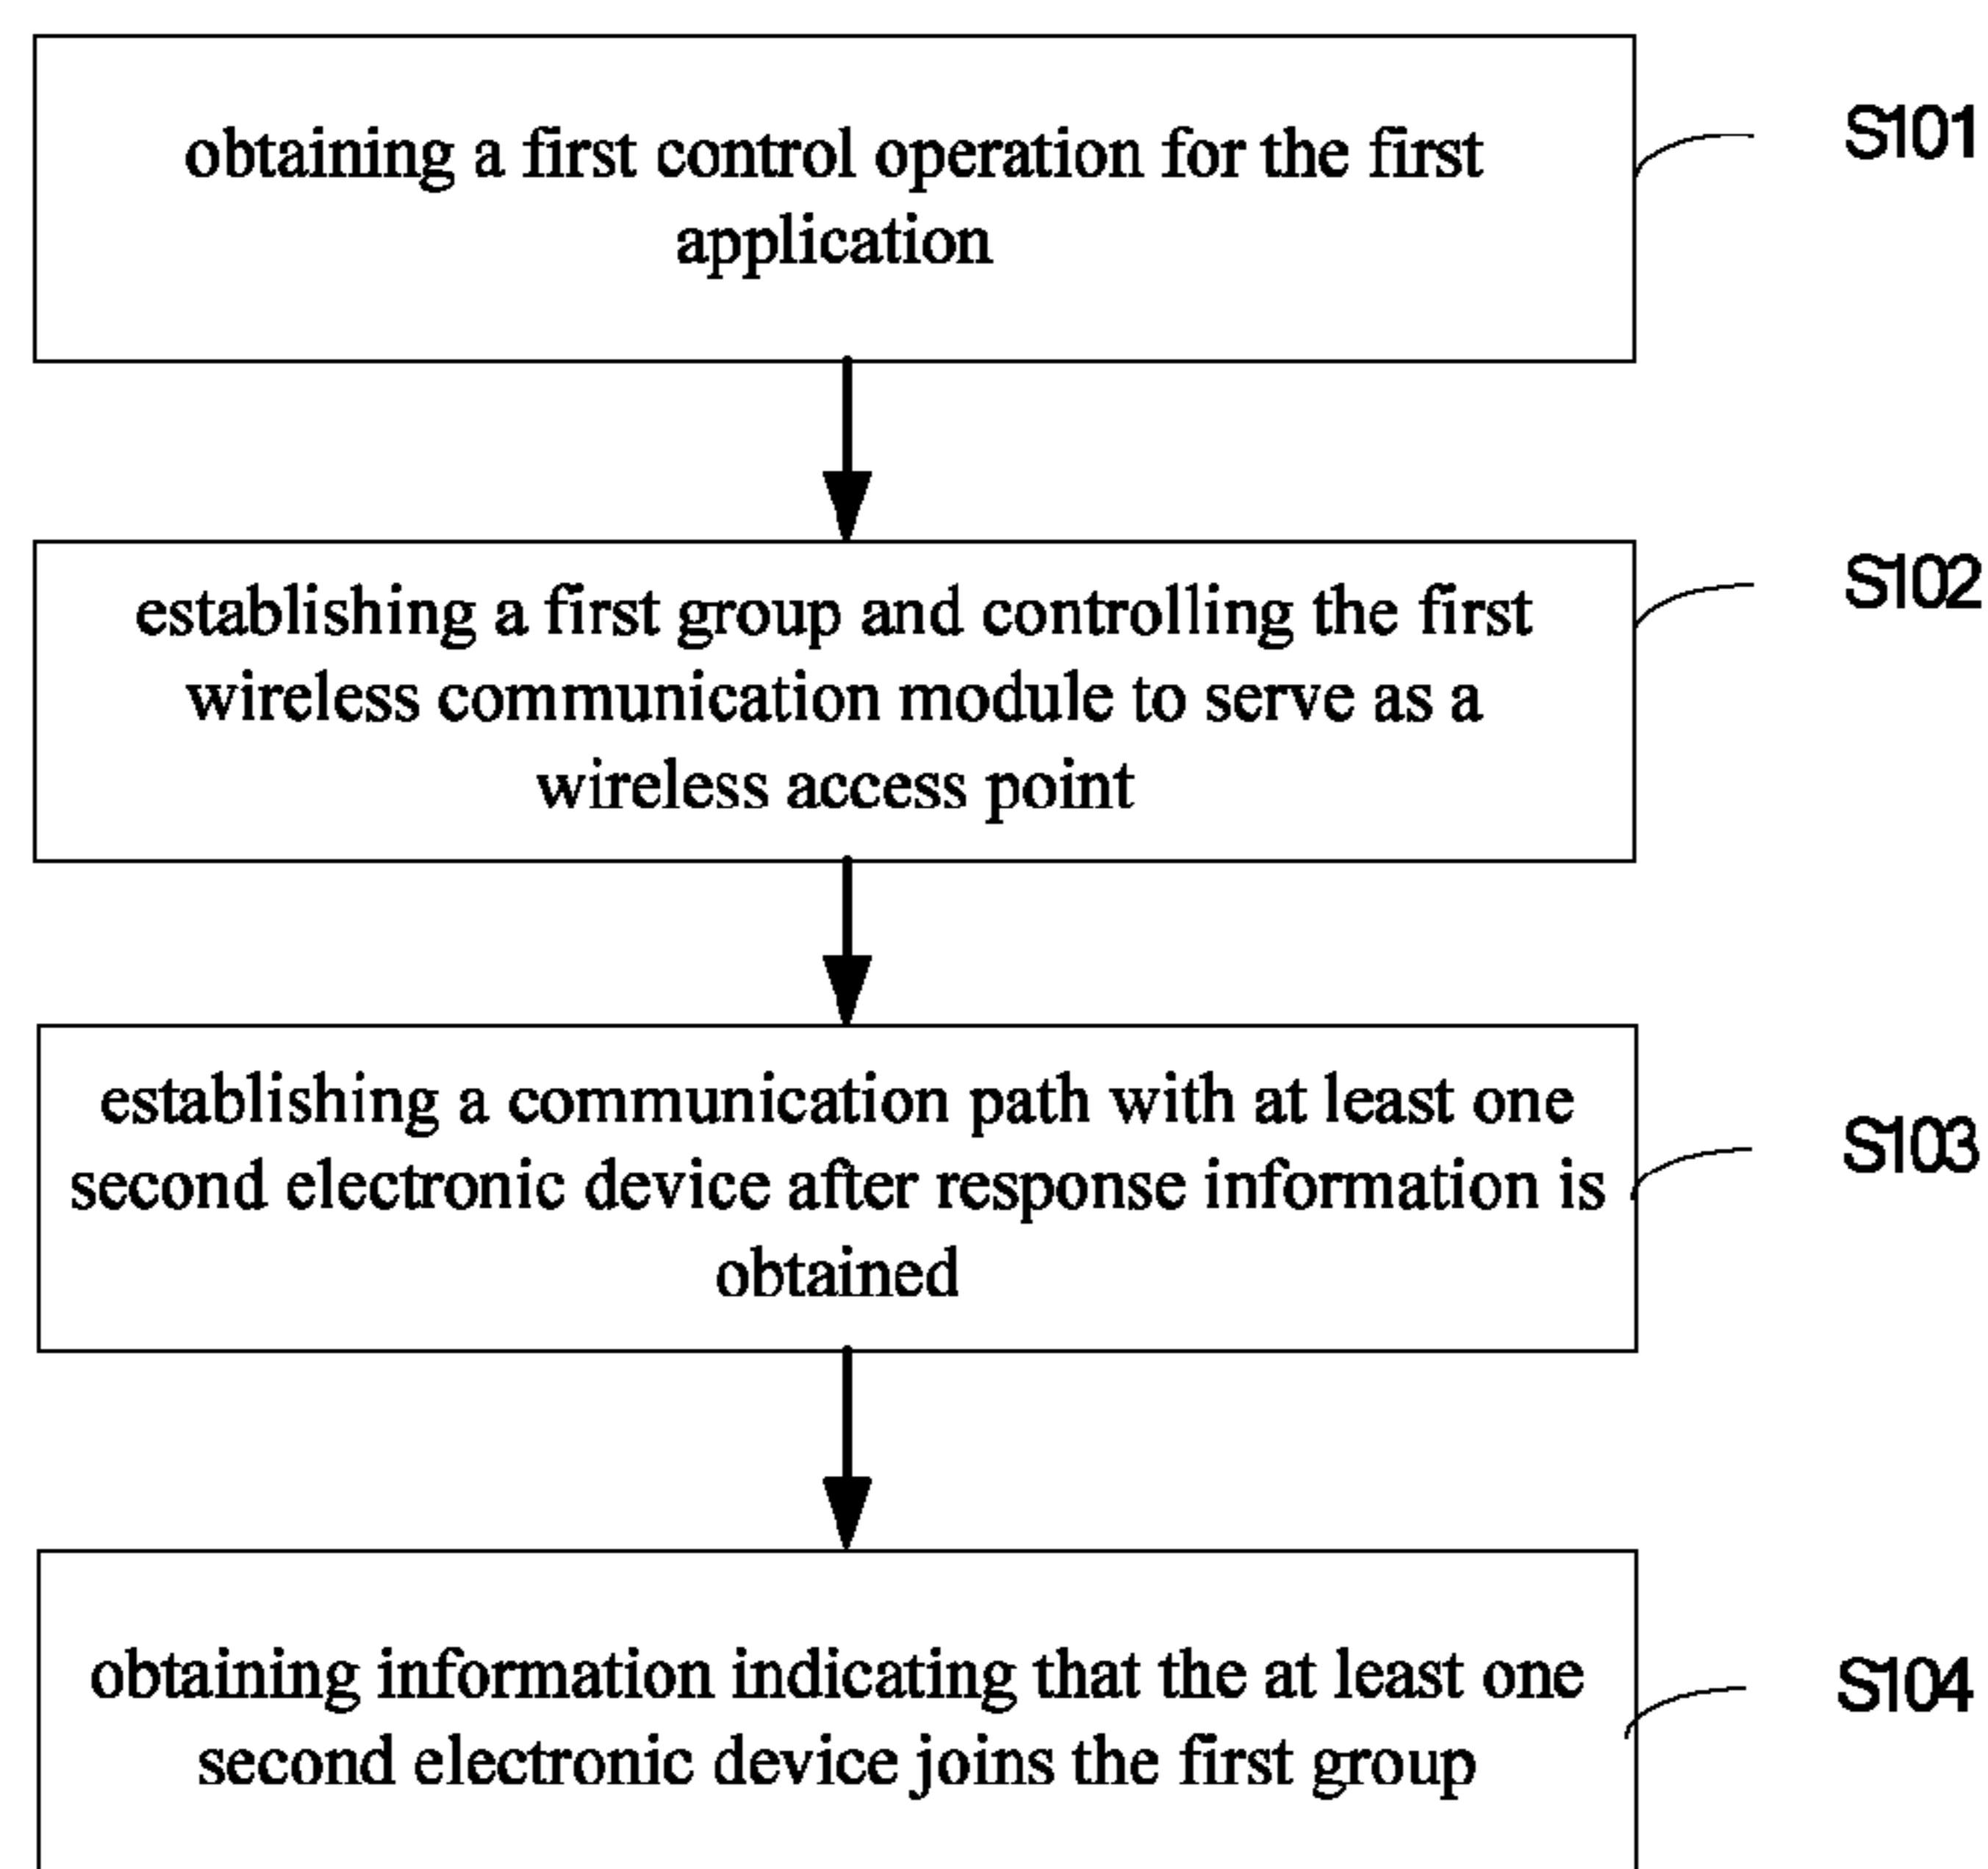 obtaining a first control operation for the first
application
S101
establishing a first group and controlling the first
wireless communication module to serve as a
wireless access point
S102
establishing a communication path with at least one
second electronic device after response information is
obtained
S103
obtaining information indicating that the at least one
second electronic device joins the first group
S104